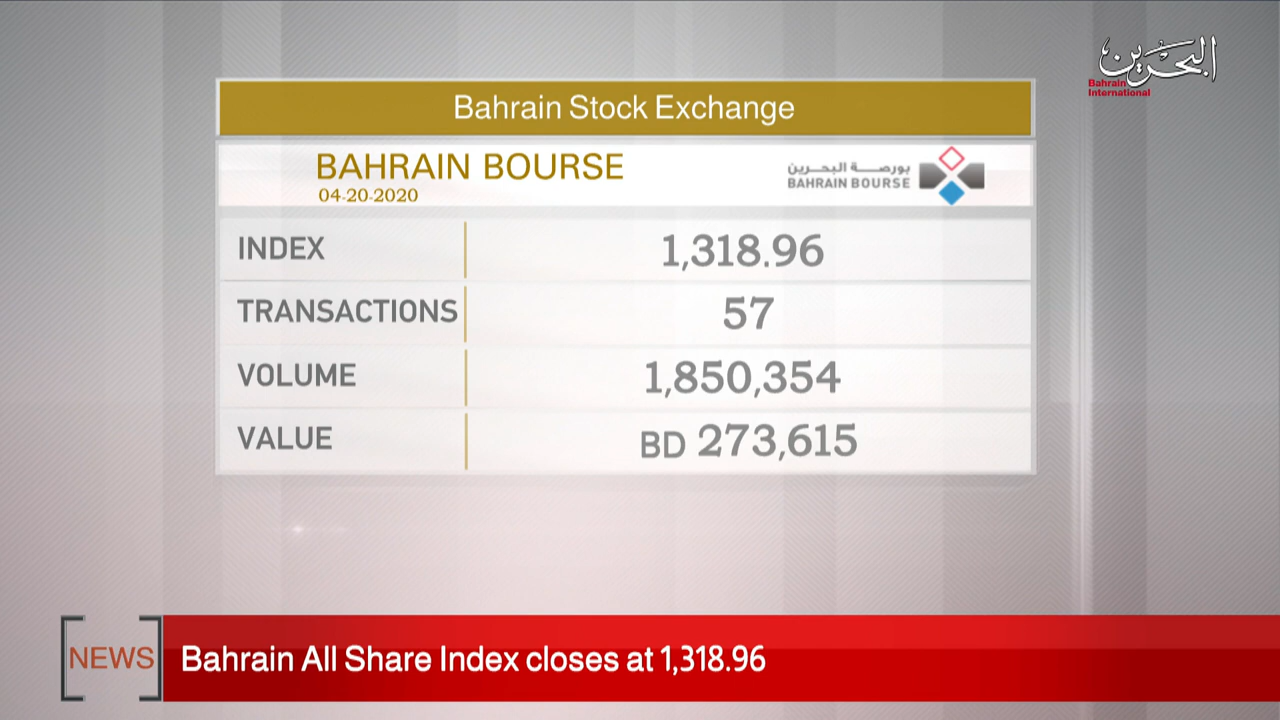 البحرين
Bahrain
International
Bahrain Stock Exchange
BAHRAIN BOURSE
04-20-2020
بورصة البحرين
BAHRAIN BOURSE
INDEX 1,318.96
TRANSACTIONS 57
VOLUME 1,850,354
VALUE BD 273,615
NEWS Bahrain All Share Index closes at 1,318.96